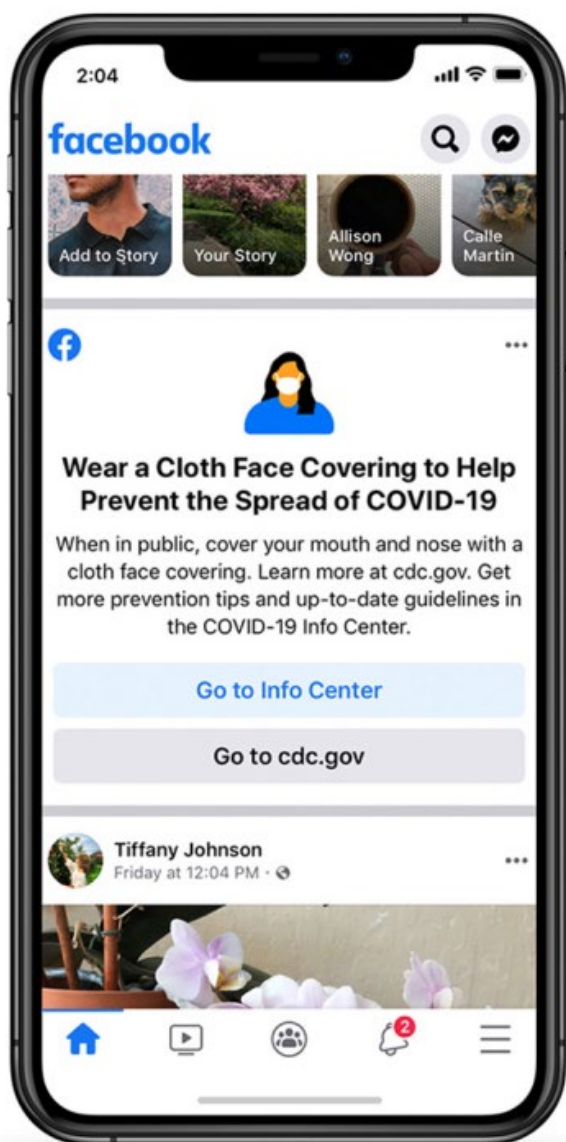 2:04
facebook
Add to Story
Your Story
Allison
Wong
Calle
Martin
Wear a Cloth Face Covering to Help
Prevent the Spread of COVID-19
When in public, cover your mouth and nose with a
cloth face covering. Learn more at cdc.gov. Get
more prevention tips and up-to-date guidelines in
the COVID-19 Info Center.
Go to Info Center
Go to cdc.gov
Tiffany Johnson
Friday at 12:04 PM ·
2